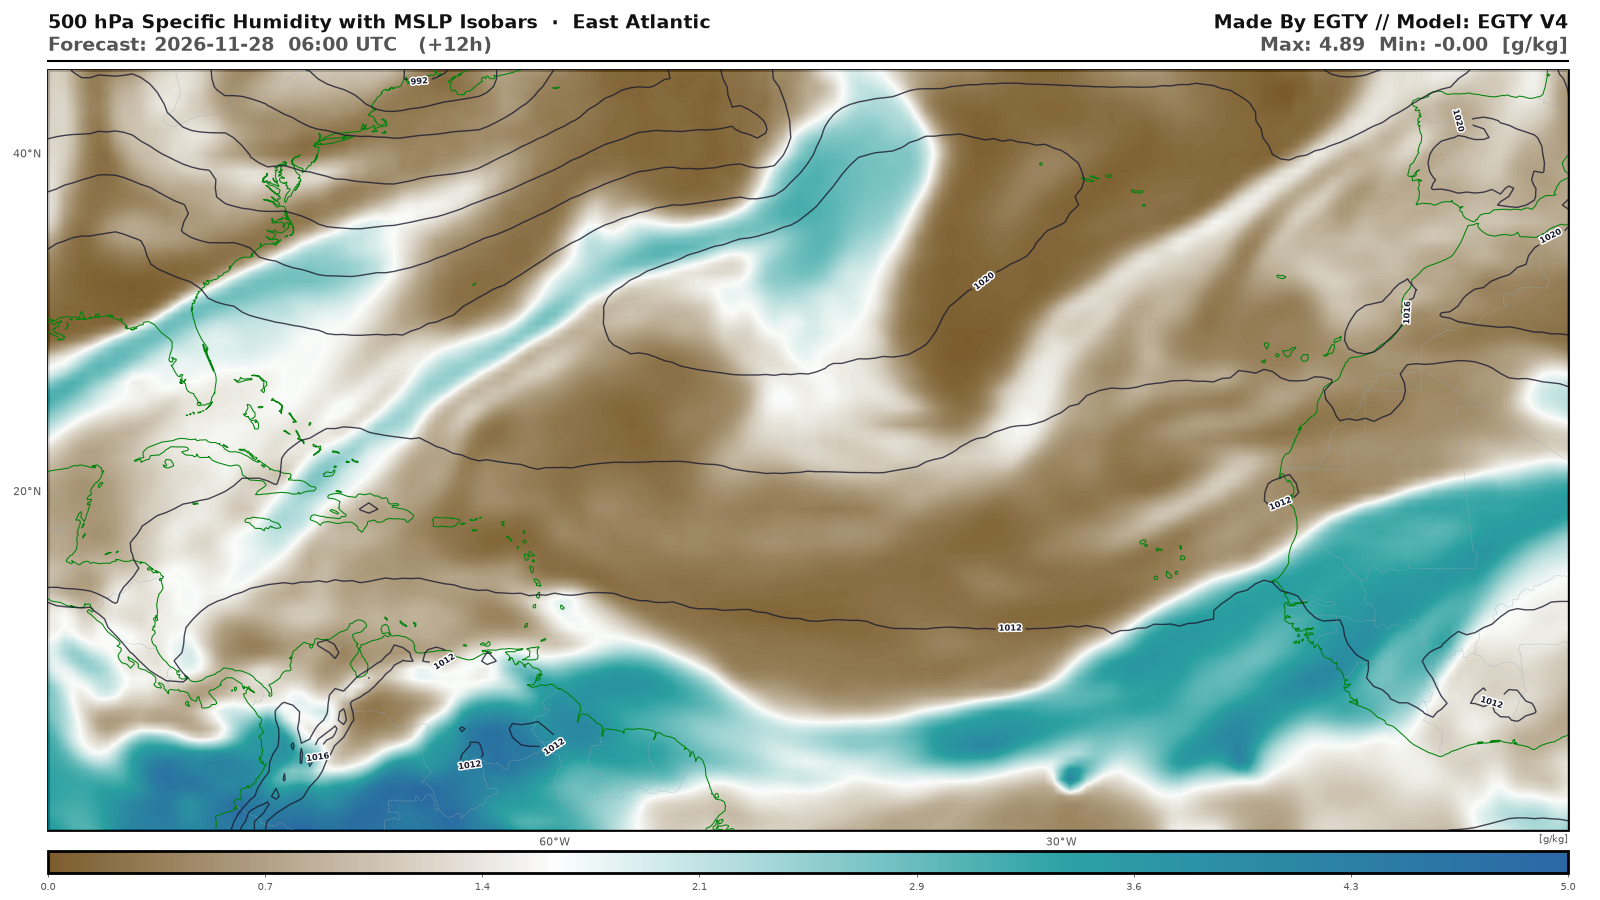 500 hPa Specific Humidity with MSLP Isobars · East Atlantic
Made By EGTY // Model: EGTY V4
Forecast: 2026-11-28 06:00 UTC (+12h)
Max: 4.89 Min: -0.00 [g/kg]
992
1020
40°N
1020
1020
1016
20°N
1012
1012
1012
1012
1012
1016
1012
60°W
30°W
[g/kg]
0.0 0.7 1.4 2.1 2.9 3.6 4.3 5.0